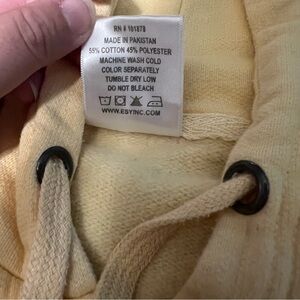 RN # 101878
MADE IN PAKISTAN
55% COTTON 45% POLYESTER
MACHINE WASH COLD
COLOR SEPARATELY
TUMBLE DRY LOW
DO NOT BLEACH
WWW.ESYINC.COM